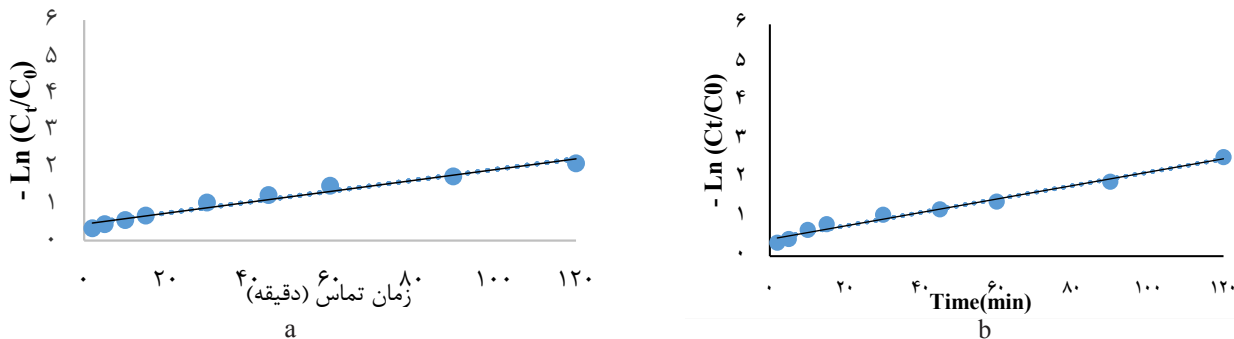 - Ln (Cₜ/C₀)
۶
۵
۴
۳
۲
۱
۰
۰ ۲۰ ۴۰ ۶۰ ۸۰ ۱۰۰ ۱۲۰
زمان تماس (دقیقه)
a
- Ln (Ct/C0)
۶
۵
۴
۳
۲
۱
۰
۰ ۲۰ ۴۰ ۶۰ ۸۰ ۱۰۰ ۱۲۰
Time(min)
b